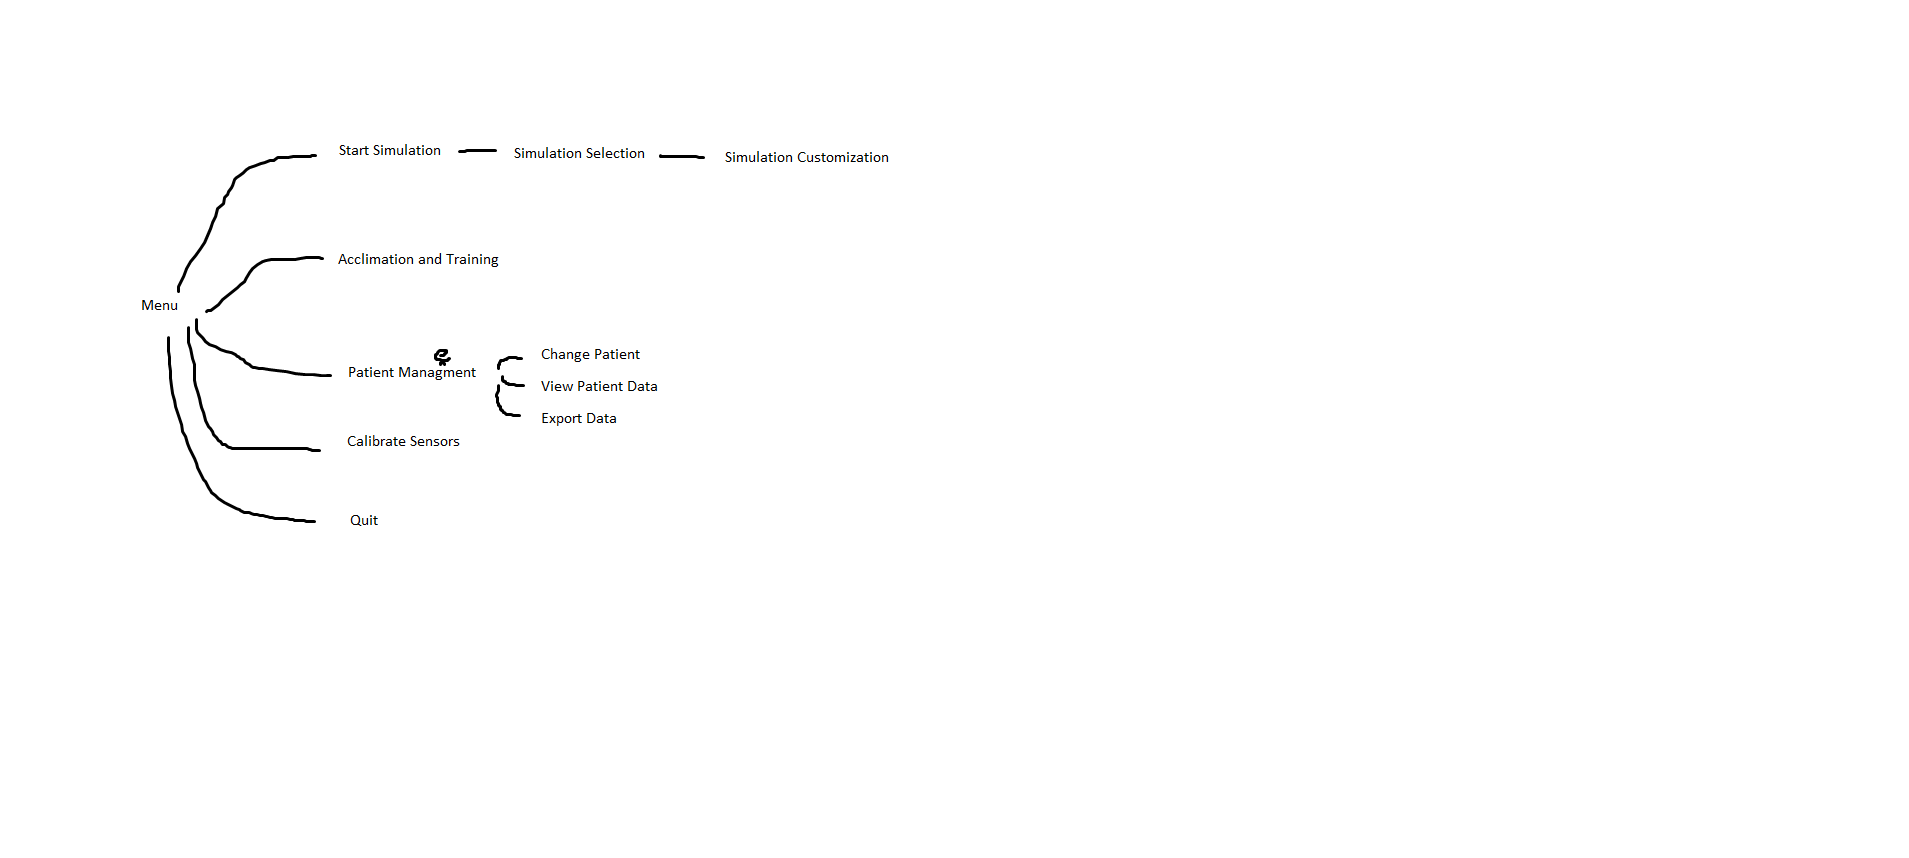 Start Simulation
Simulation Selection
Simulation Customization
Acclimation and Training
Menu
e
Patient Managment
Change Patient
View Patient Data
Export Data
Calibrate Sensors
Quit